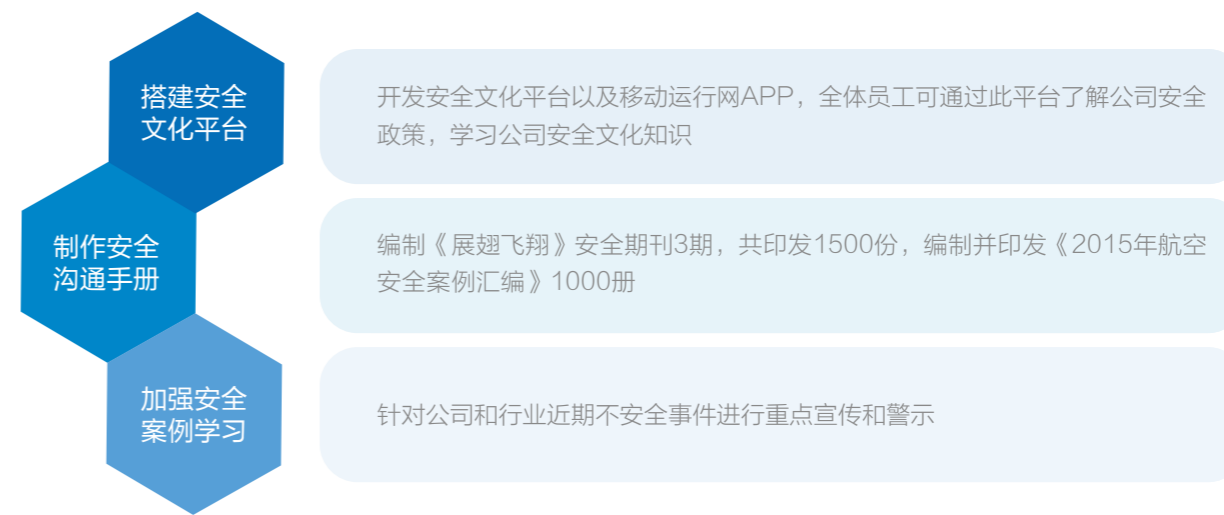 搭建安全
文化平台
开发安全文化平台以及移动运行网APP，全体员工可通过此平台了解公司安全
政策，学习公司安全文化知识
制作安全
沟通手册
编制《展翅飞翔》安全期刊3期，共印发1500份，编制并印发《2015年航空
安全案例汇编》1000册
加强安全
案例学习
针对公司和行业近期不安全事件进行重点宣传和警示